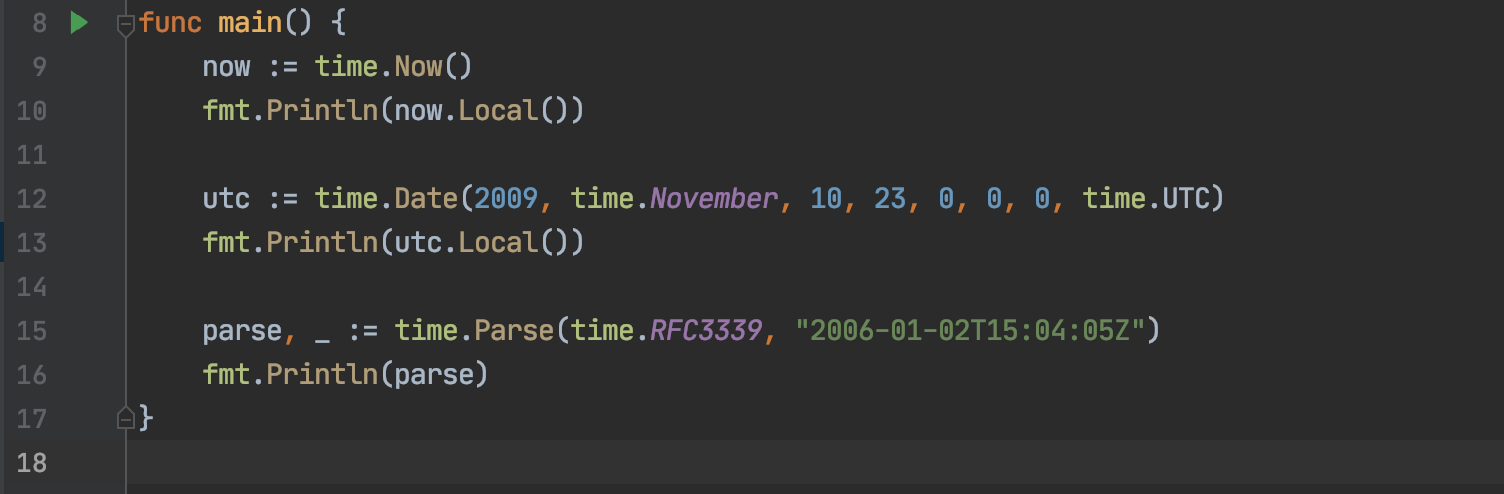 8 func main() {
9 now := time.Now()
10 fmt.Println(now.Local())
11
12 utc := time.Date(2009, time.November, 10, 23, 0, 0, 0, time.UTC)
13 fmt.Println(utc.Local())
14
15 parse, _ := time.Parse(time.RFC3339, "2006-01-02T15:04:05Z")
16 fmt.Println(parse)
17 }
18